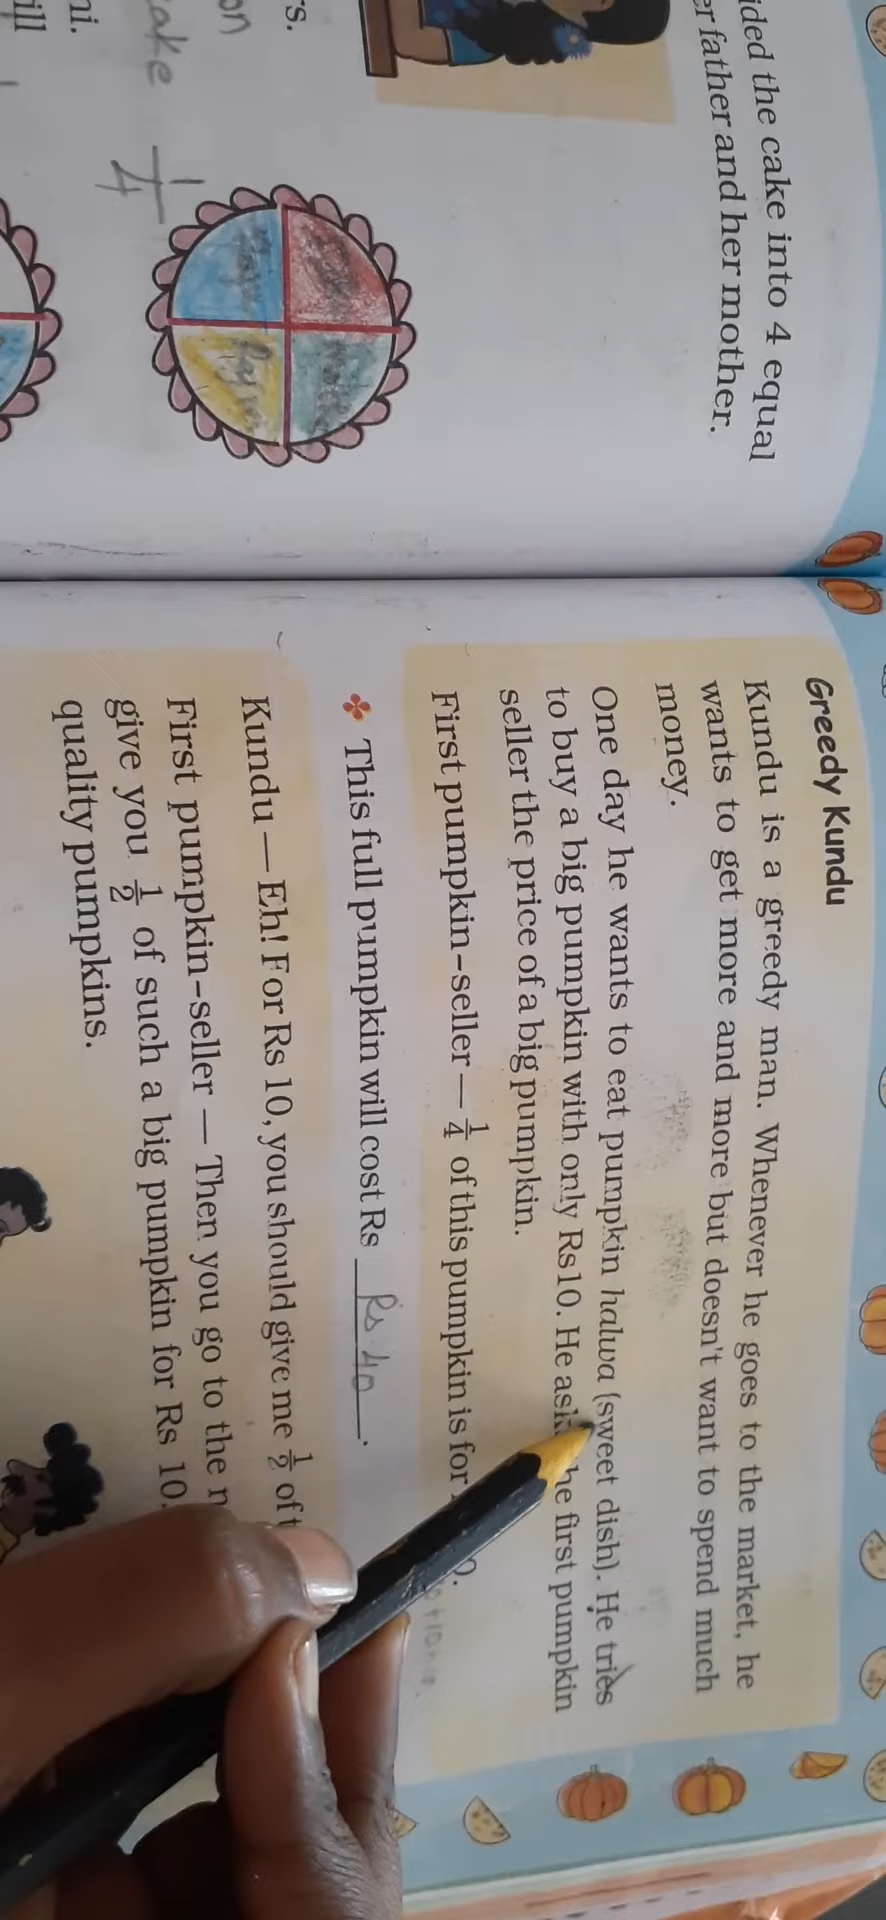 ided the cake into 4 equal
er father and her mother.
rs.
on
cake 1/4
ni.
ill
Greedy Kundu
Kundu is a greedy man. Whenever he goes to the market, he
wants to get more and more but doesn't want to spend much
money.
One day he wants to eat pumpkin halwa (sweet dish). He tries
to buy a big pumpkin with only Rs10. He ask he first pumpkin
seller the price of a big pumpkin.
First pumpkin-seller — 1/4 of this pumpkin is for 0.
This full pumpkin will cost Rs Rs 40.
Kundu — Eh! For Rs 10, you should give me 1/2 of t
First pumpkin-seller — Then you go to the n
give you 1/2 of such a big pumpkin for Rs 10.
quality pumpkins.